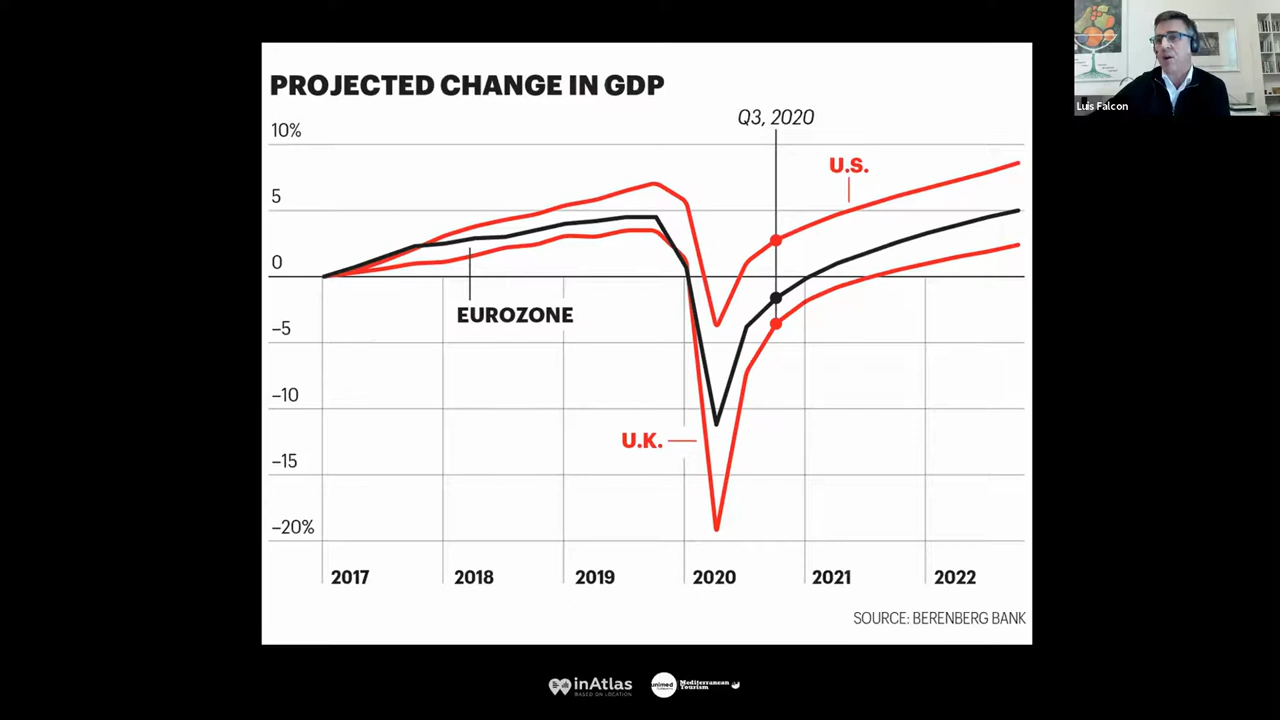 Luis Falcon
PROJECTED CHANGE IN GDP
Q3, 2020
10%
U.S.
5
0
EUROZONE
–5
–10
U.K.
–15
–20%
2017 2018 2019 2020 2021 2022
SOURCE: BERENBERG BANK
inAtlas
BASED ON LOCATION
unimed
Mediterranean
Tourism